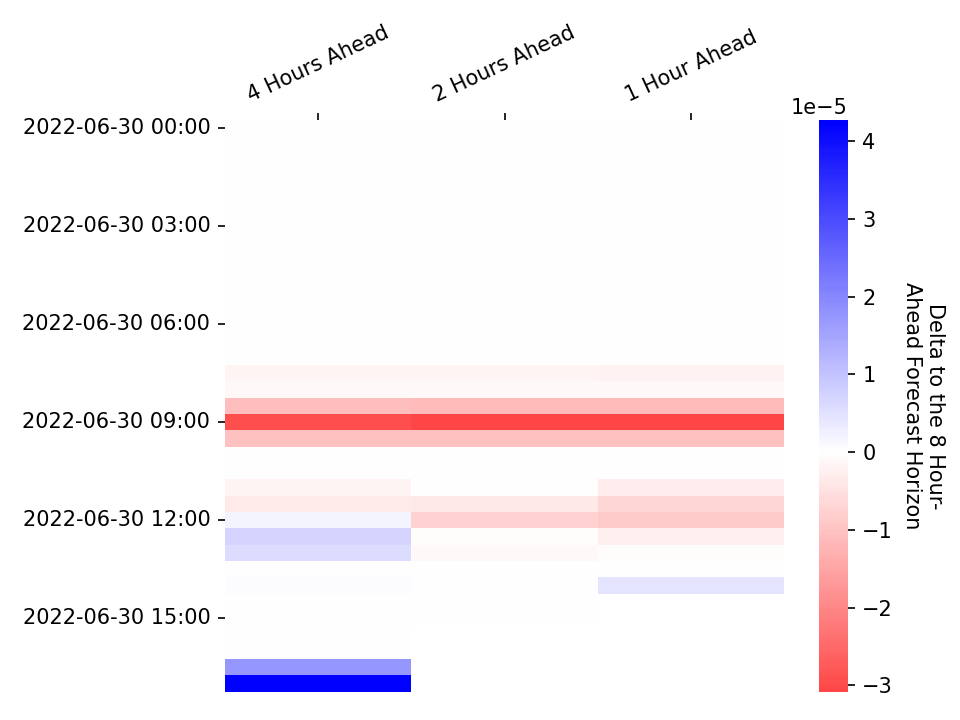 4 Hours Ahead
2 Hours Ahead
1 Hour Ahead
1e−5
2022-06-30 00:00
2022-06-30 03:00
2022-06-30 06:00
2022-06-30 09:00
2022-06-30 12:00
2022-06-30 15:00
4
3
2
1
0
−1
−2
−3
Delta to the 8 Hour-
Ahead Forecast Horizon